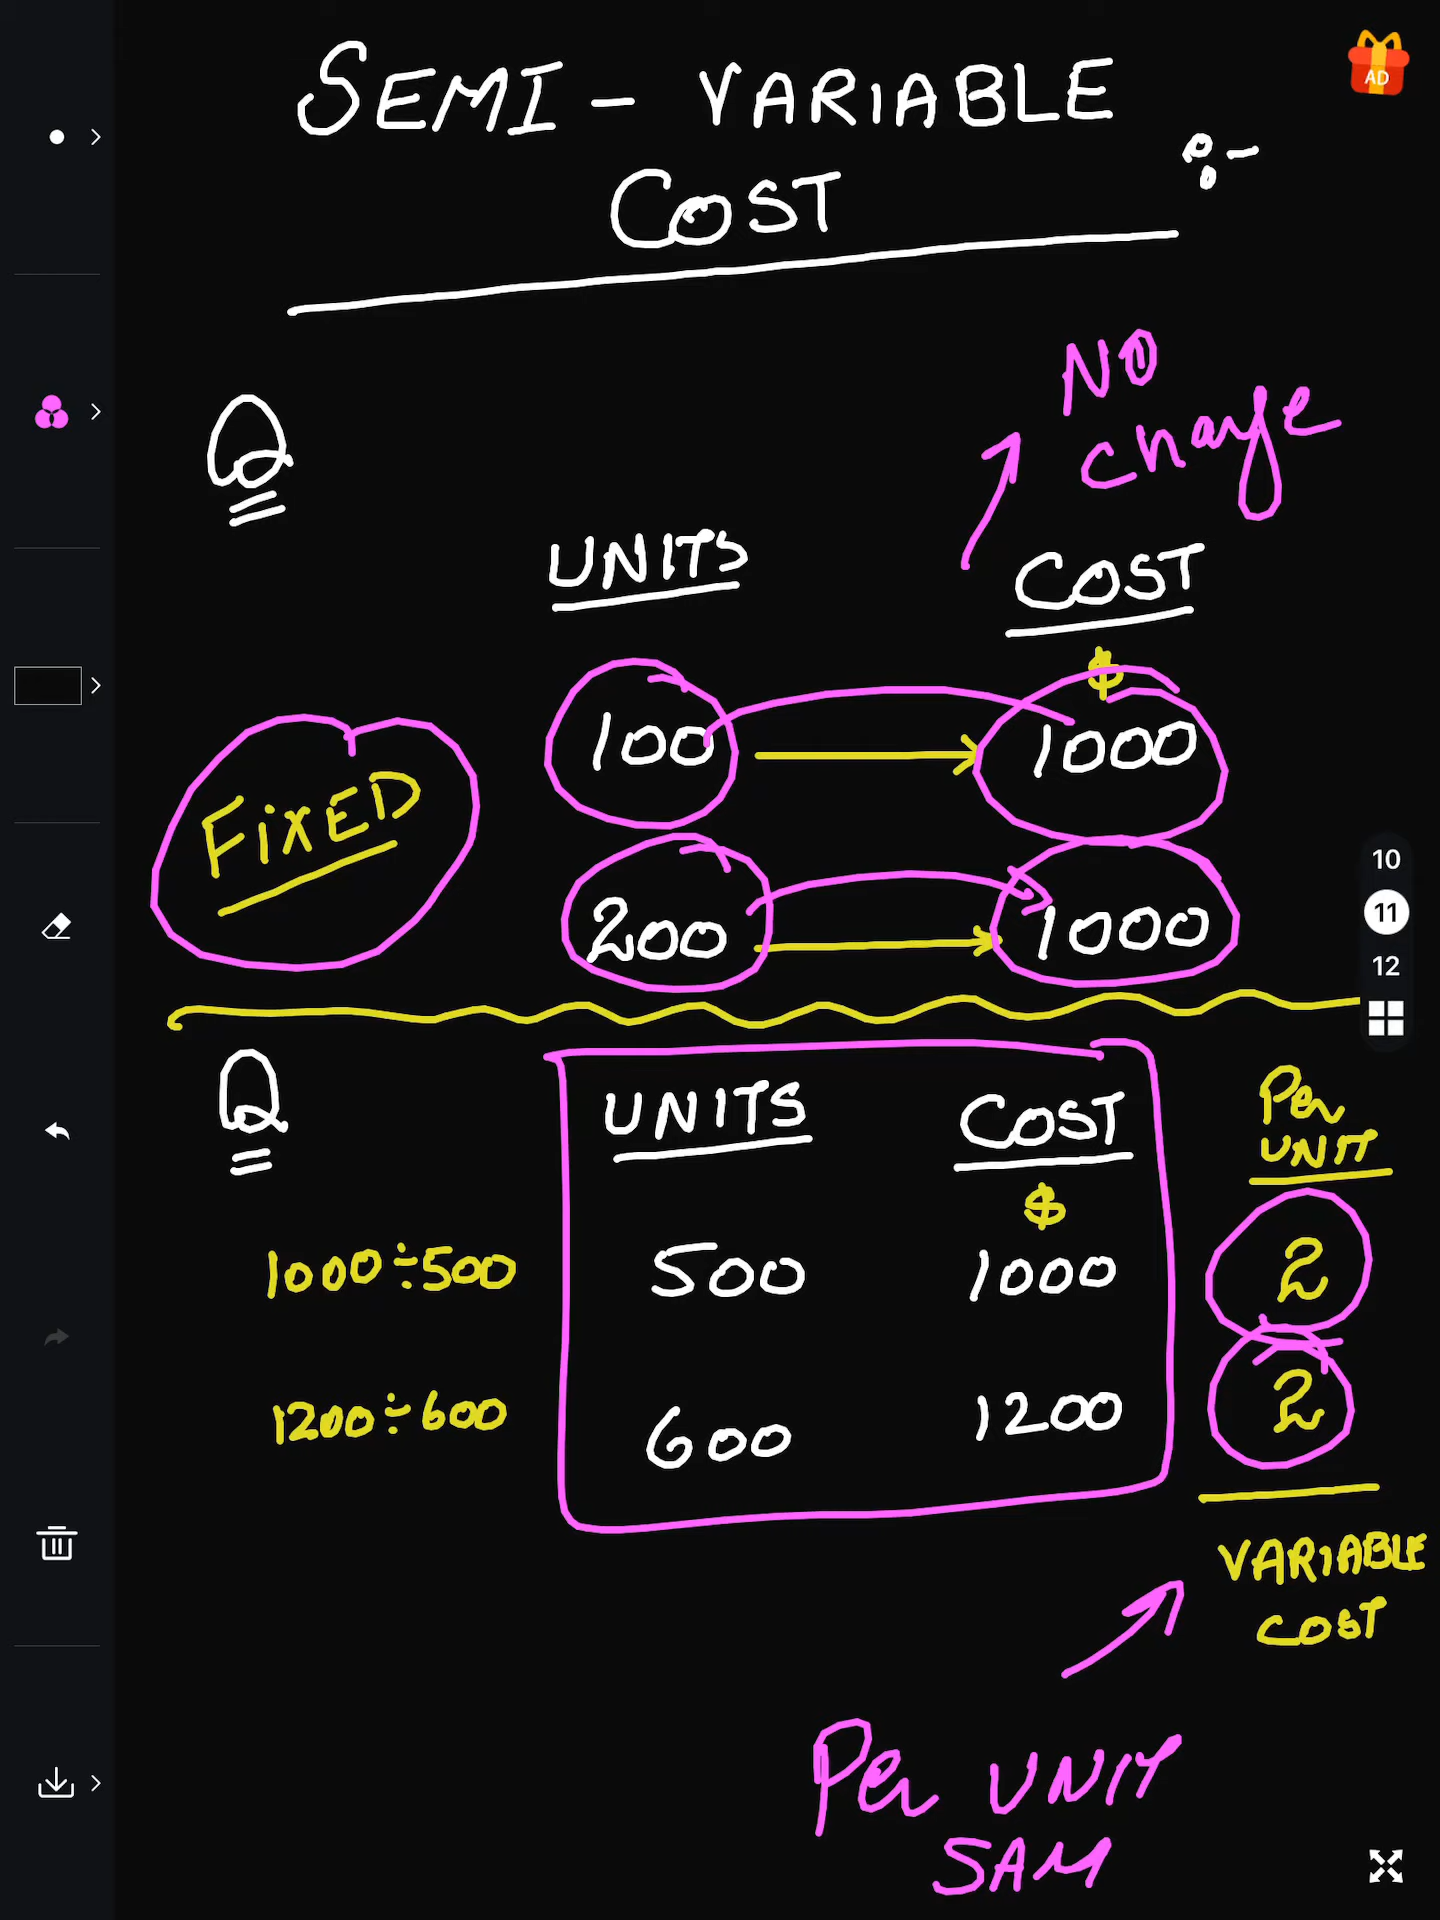 SEMI - VARIABLE
COST :-
AD
NO
change
Q
UNITS COST
$
100 1000
FiXED
200 1000
10
11
12
Q
UNITS COST Per
UNIT
$
1000÷500 500 1000 2
1200÷600 600 1200 2
VARIABLE
COST
Per UNIT
SAM